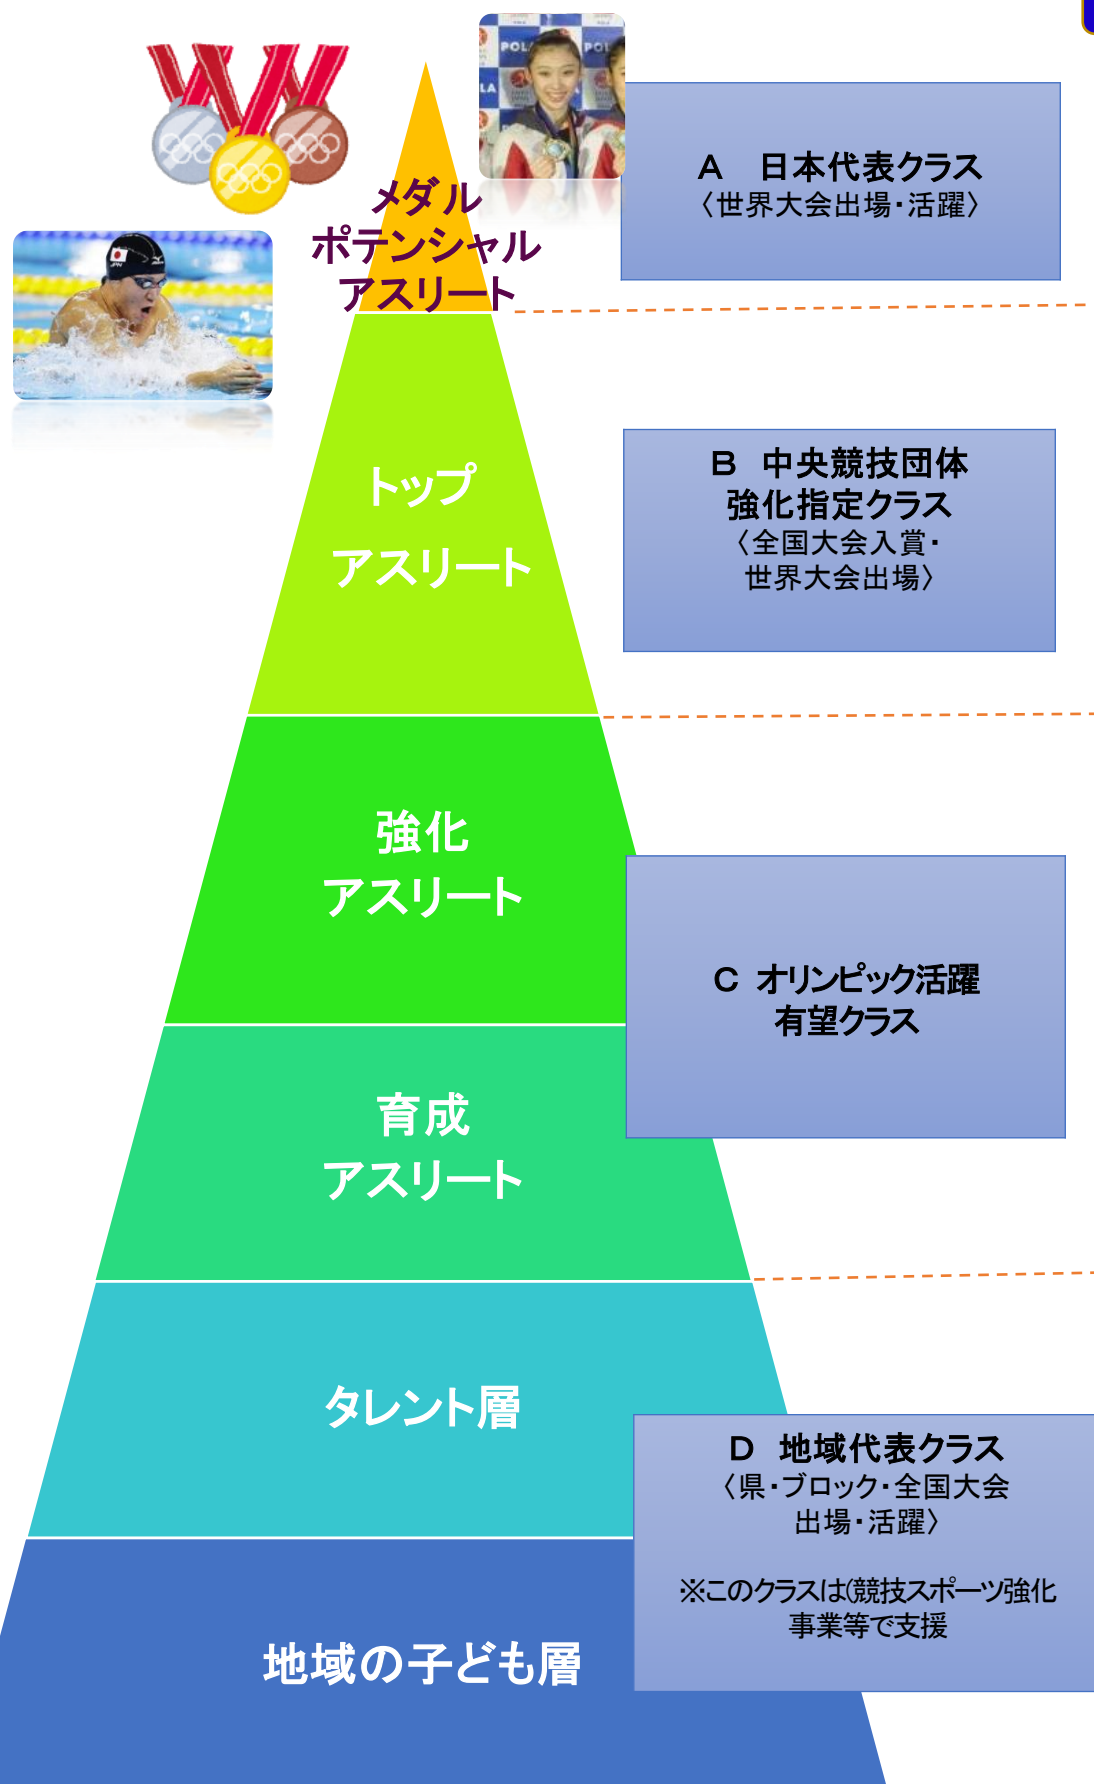 POLA
メダル
ポテンシャル
アスリート
A　日本代表クラス
〈世界大会出場・活躍〉
トップ
アスリート
B　中央競技団体
強化指定クラス
〈全国大会入賞・
世界大会出場〉
強化
アスリート
C オリンピック活躍
有望クラス
育成
アスリート
タレント層
D　地域代表クラス
〈県・ブロック・全国大会
出場・活躍〉
※このクラスは(競技スポーツ強化
事業等で支援
地域の子ども層